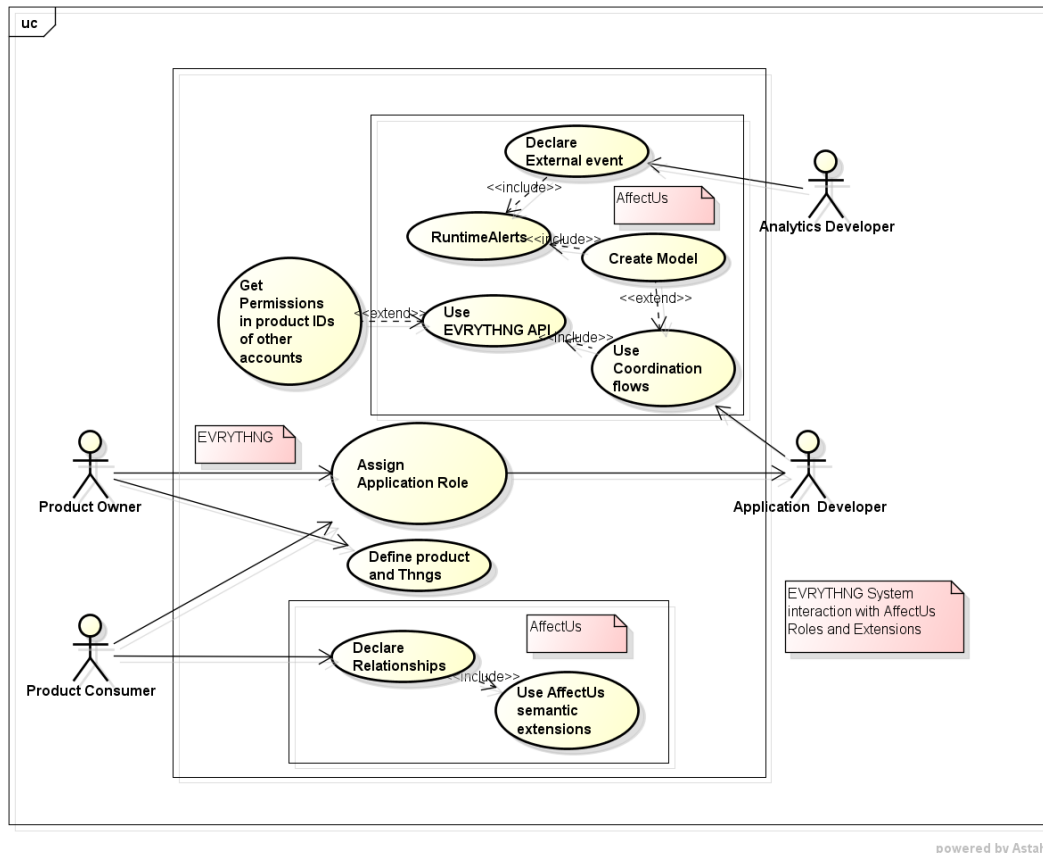 uc
Declare
External event
<<include>>
AffectUs
RuntimeAlerts
<<include>>
Create Model
Analytics Developer
Get
Permissions
in product IDs
of other
accounts
<<extend>>
Use
EVRYTHNG API
<<extend>>
<<include>>
Use
Coordination
flows
EVRYTHNG
Assign
Application Role
Product Owner
Application Developer
Define product
and Thngs
EVRYTHNG System
interaction with AffectUs
Roles and Extensions
AffectUs
Declare
Relationships
<<include>>
Product Consumer
Use AffectUs
semantic
extensions
powered by Astah